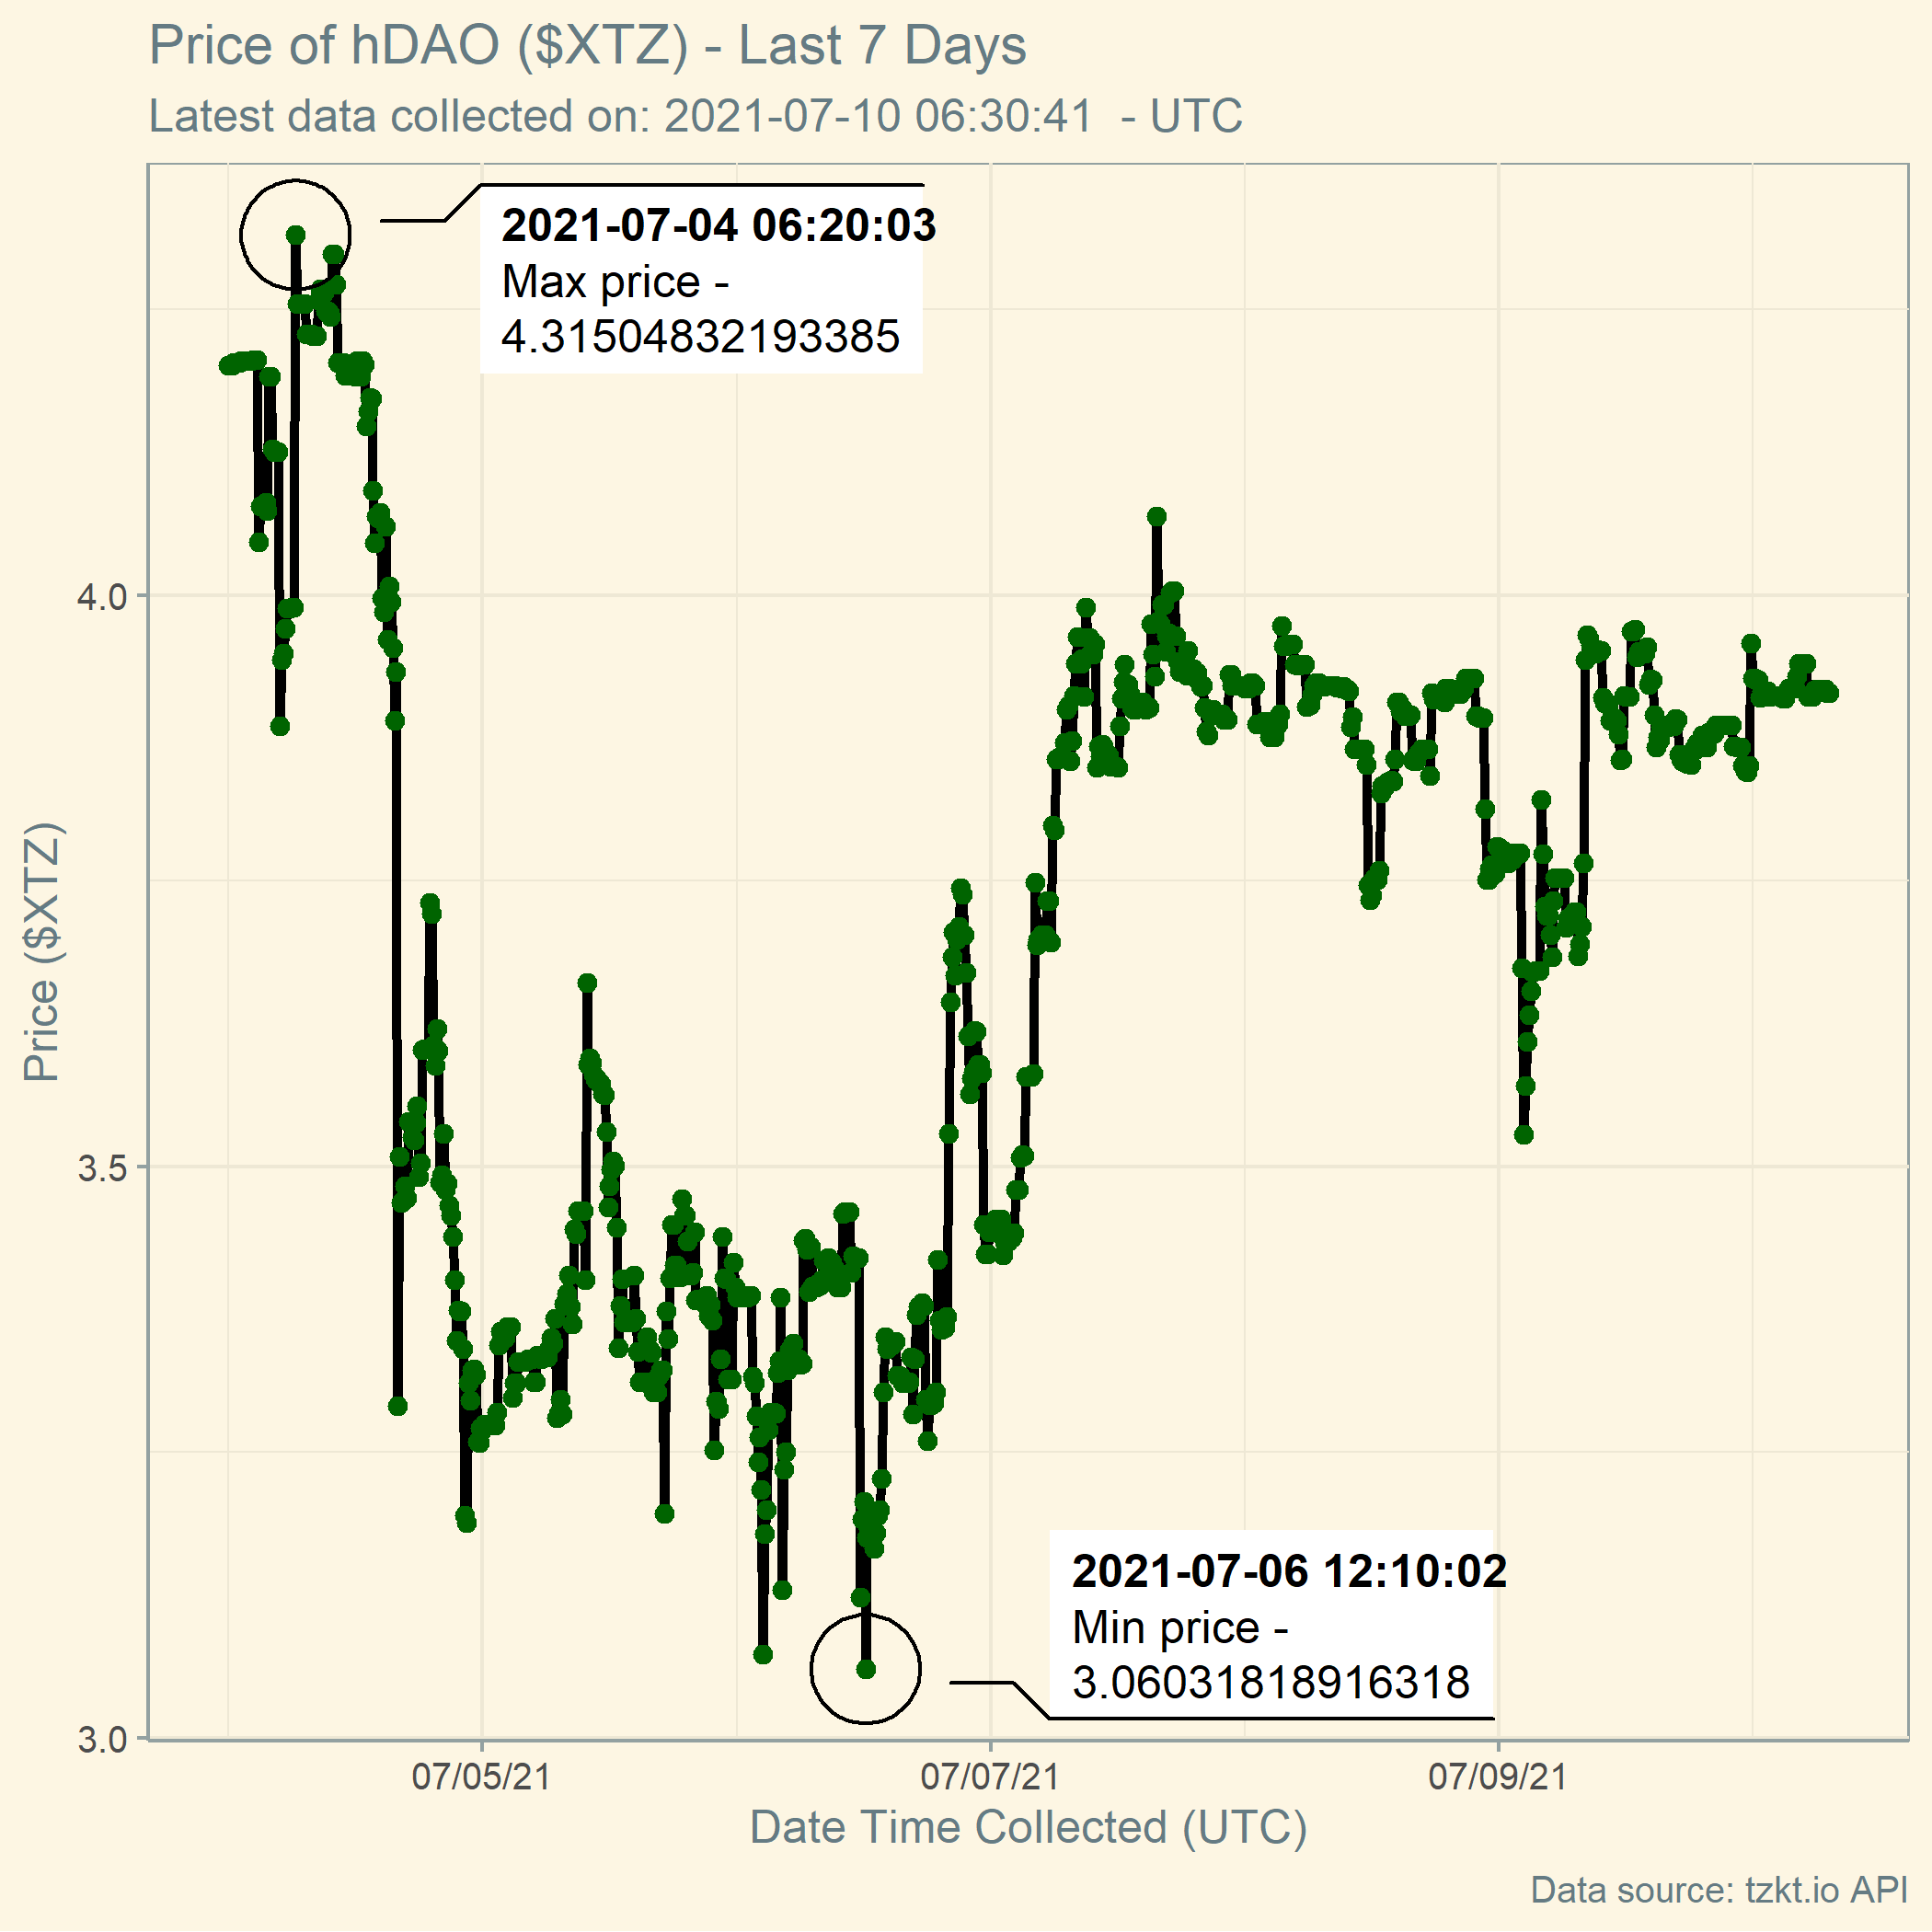 Price of hDAO ($XTZ) - Last 7 Days
Latest data collected on: 2021-07-10 06:30:41  - UTC
2021-07-04 06:20:03
Max price -
4.31504832193385
4.0
3.5
3.0
Price ($XTZ)
2021-07-06 12:10:02
Min price -
3.06031818916318
07/05/21
07/07/21
07/09/21
Date Time Collected (UTC)
Data source: tzkt.io API